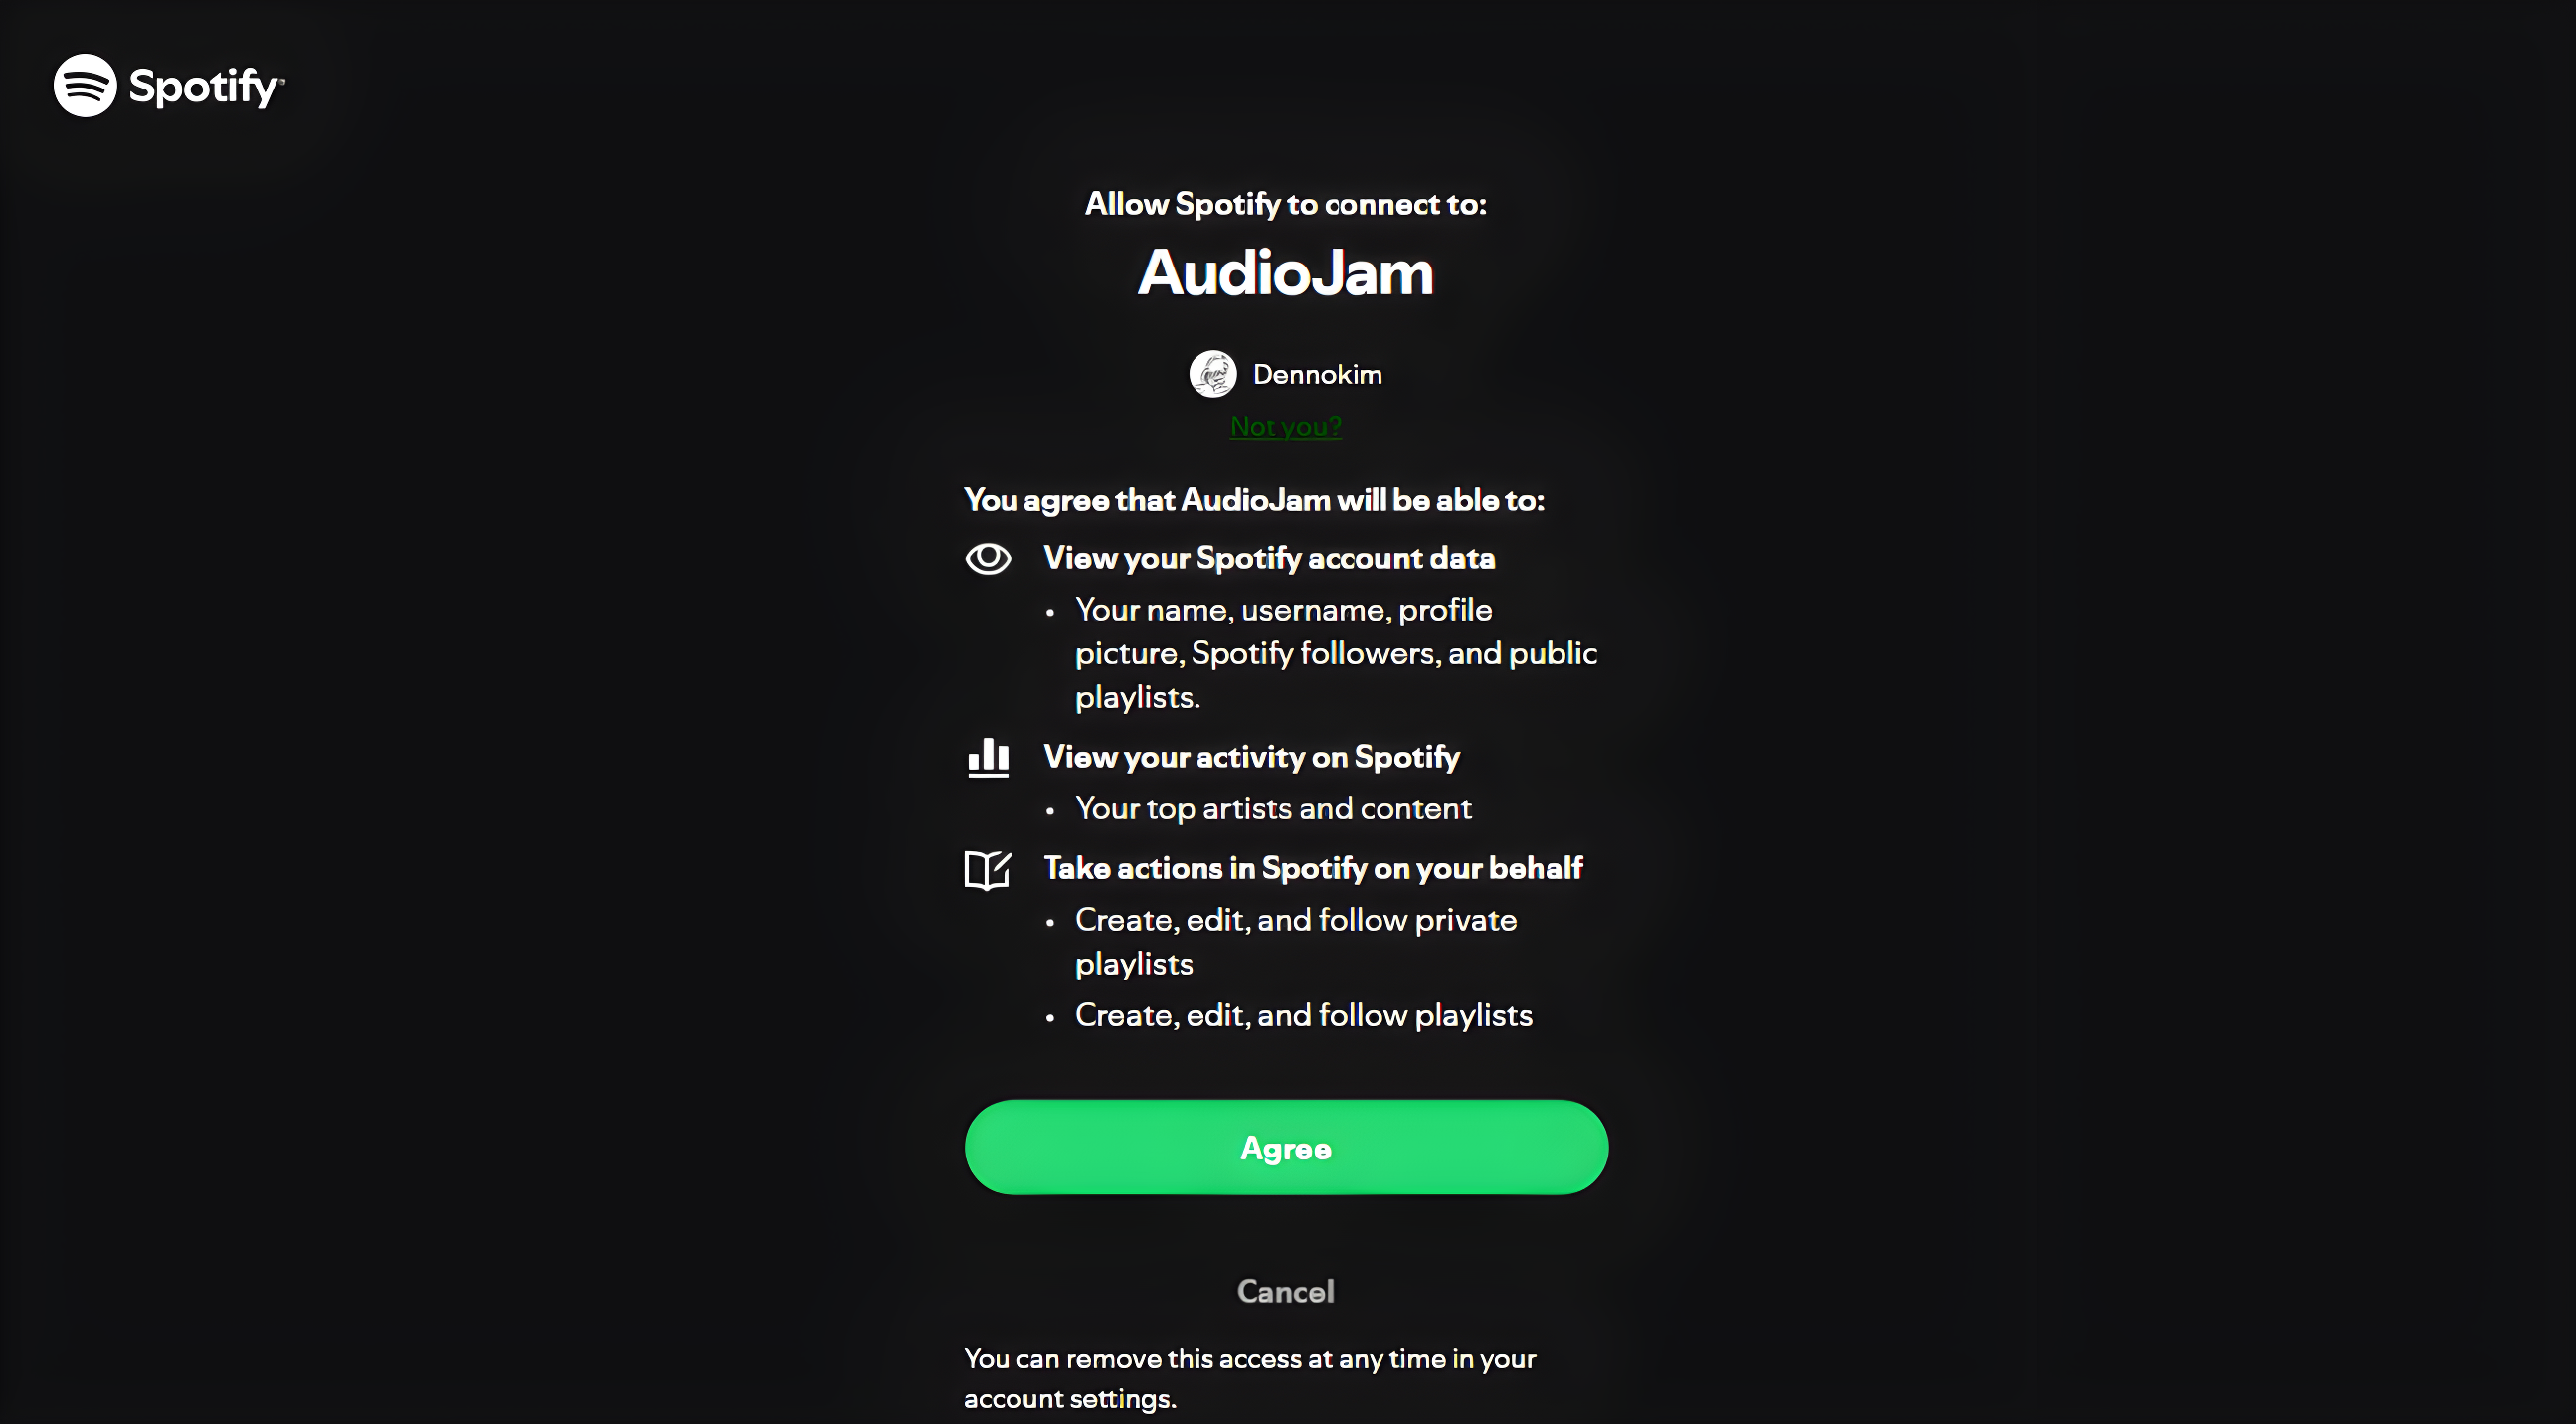 Spotify
Allow Spotify to connect to:
AudioJam
Dennokim
Not you?
You agree that AudioJam will be able to:
View your Spotify account data
• Your name, username, profile
picture, Spotify followers, and public
playlists.
View your activity on Spotify
• Your top artists and content
Take actions in Spotify on your behalf
• Create, edit, and follow private
playlists
• Create, edit, and follow playlists
Agree
Cancel
You can remove this access at any time in your
account settings.